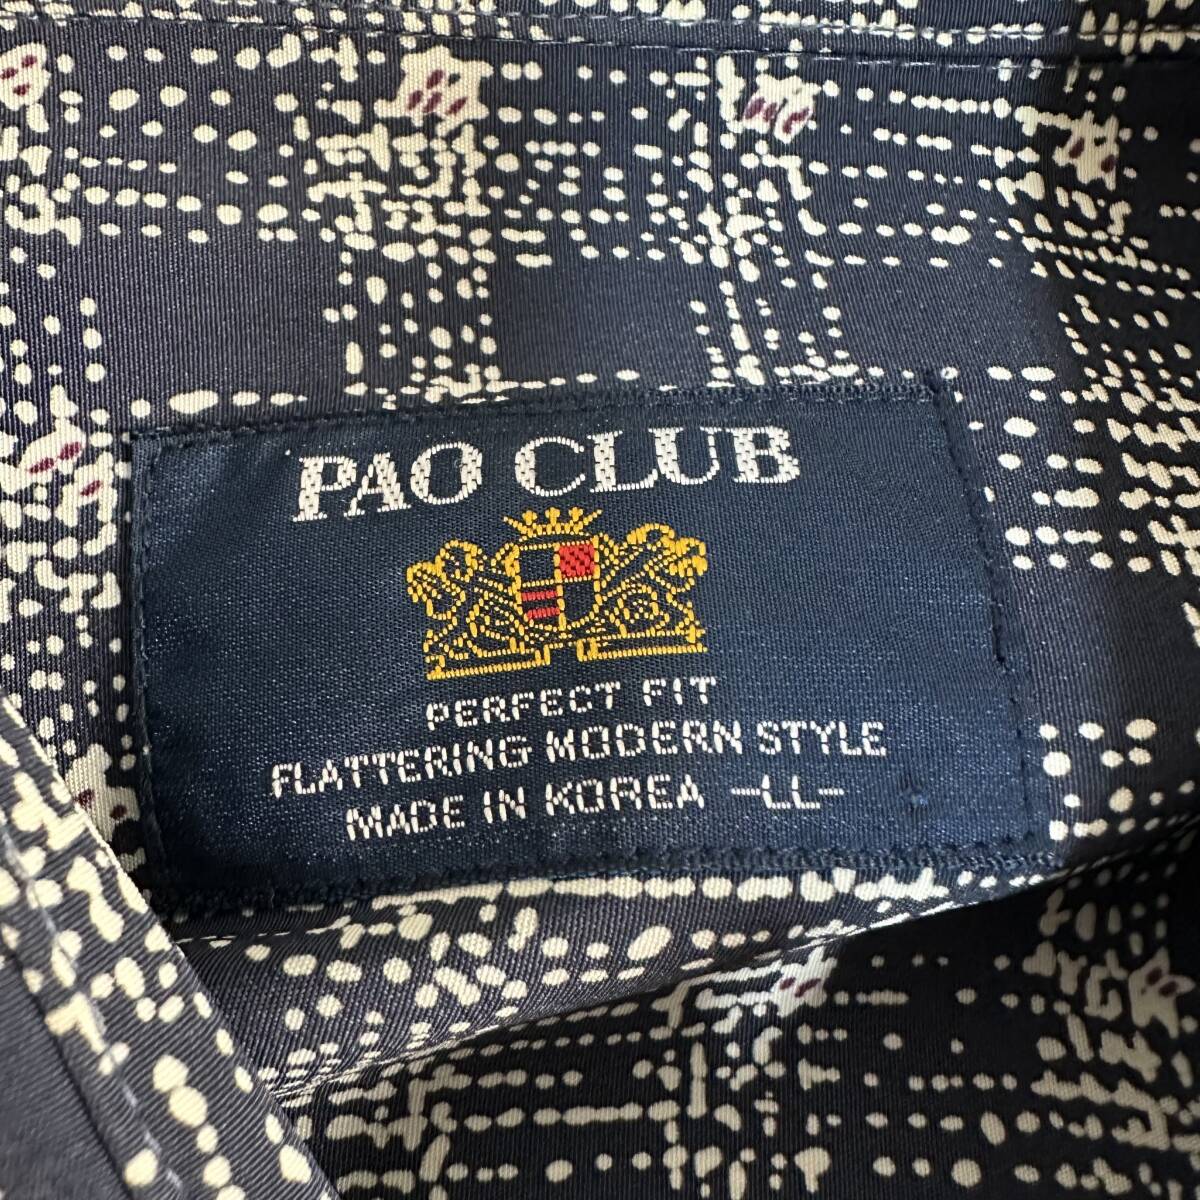 PAO CLUB
PERFECT FIT
FLATTERING MODERN STYLE
MADE IN KOREA -LL-